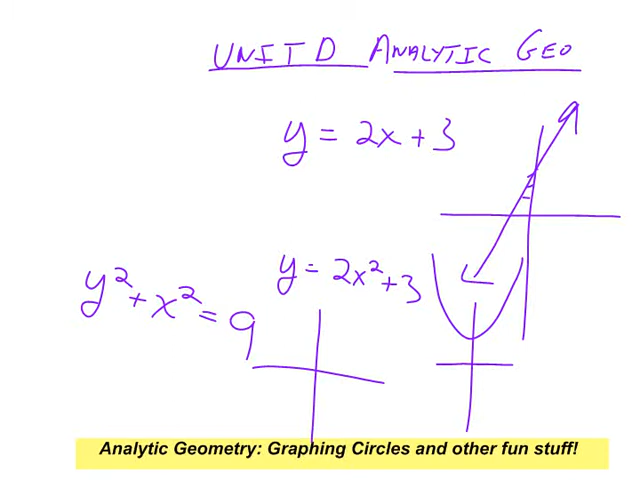 UNIT D ANALYTIC GEO
y = 2x + 3
y = 2x² + 3
y² + x² = 9
Analytic Geometry: Graphing Circles and other fun stuff!